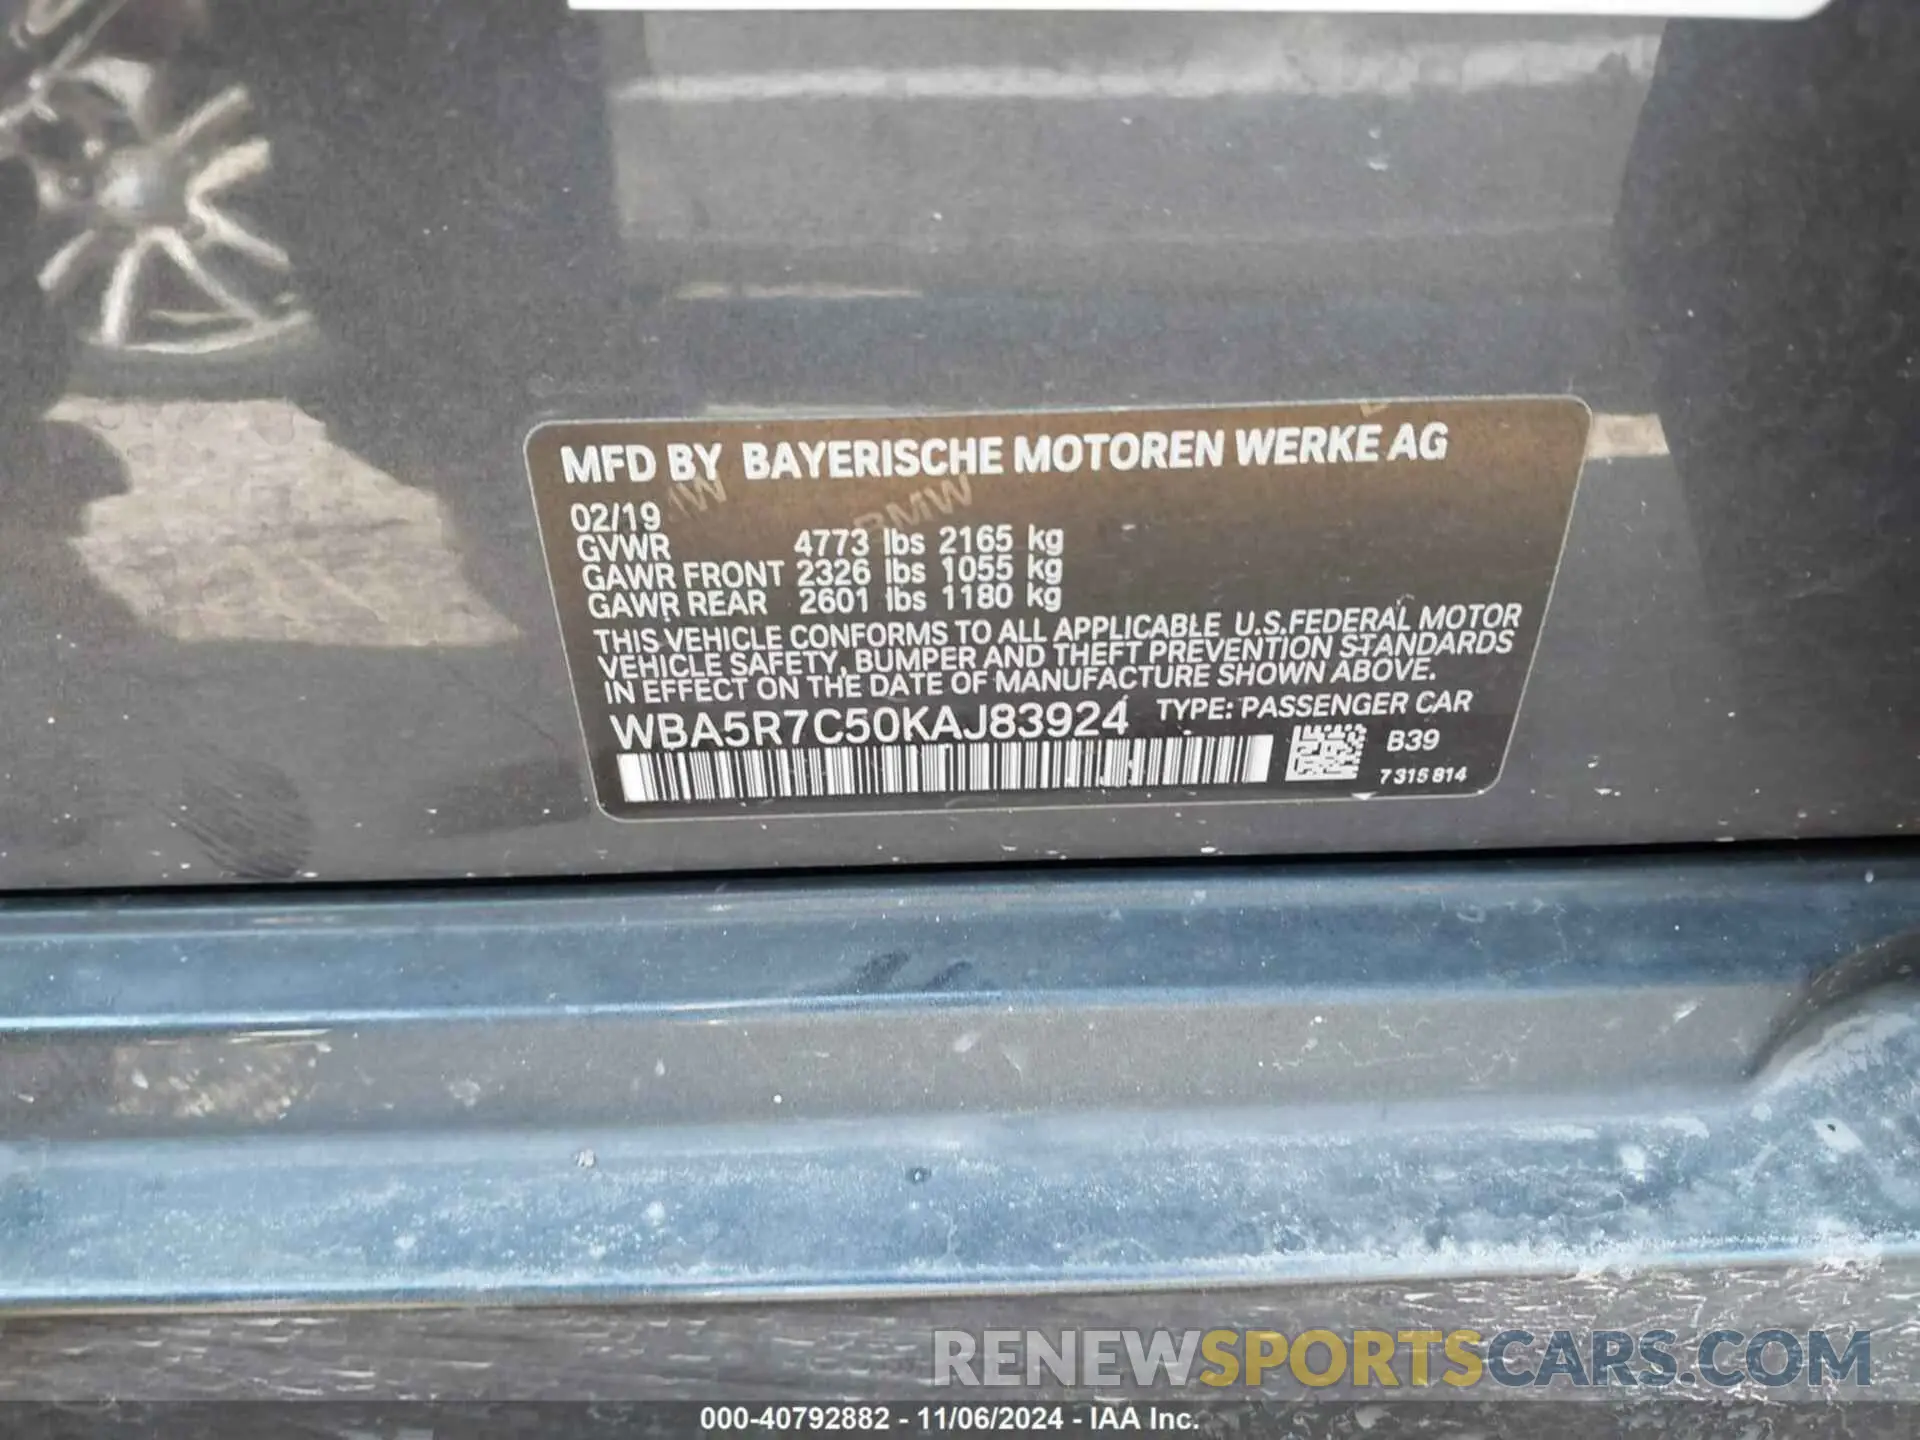 MFD BY BAYERISCHE MOTOREN WERKE AG
02/19
GVWR 4773 lbs 2165 kg
GAWR FRONT 2326 lbs 1055 kg
GAWR REAR 2601 lbs 1180 kg
THIS VEHICLE CONFORMS TO ALL APPLICABLE U.S.FEDERAL MOTOR
VEHICLE SAFETY, BUMPER AND THEFT PREVENTION STANDARDS
IN EFFECT ON THE DATE OF MANUFACTURE SHOWN ABOVE.
WBA5R7C50KAJ83924 TYPE: PASSENGER CAR
B39
7 315 814
RENEWSPORTSCARS.COM
000-40792882 - 11/06/2024 - IAA Inc.